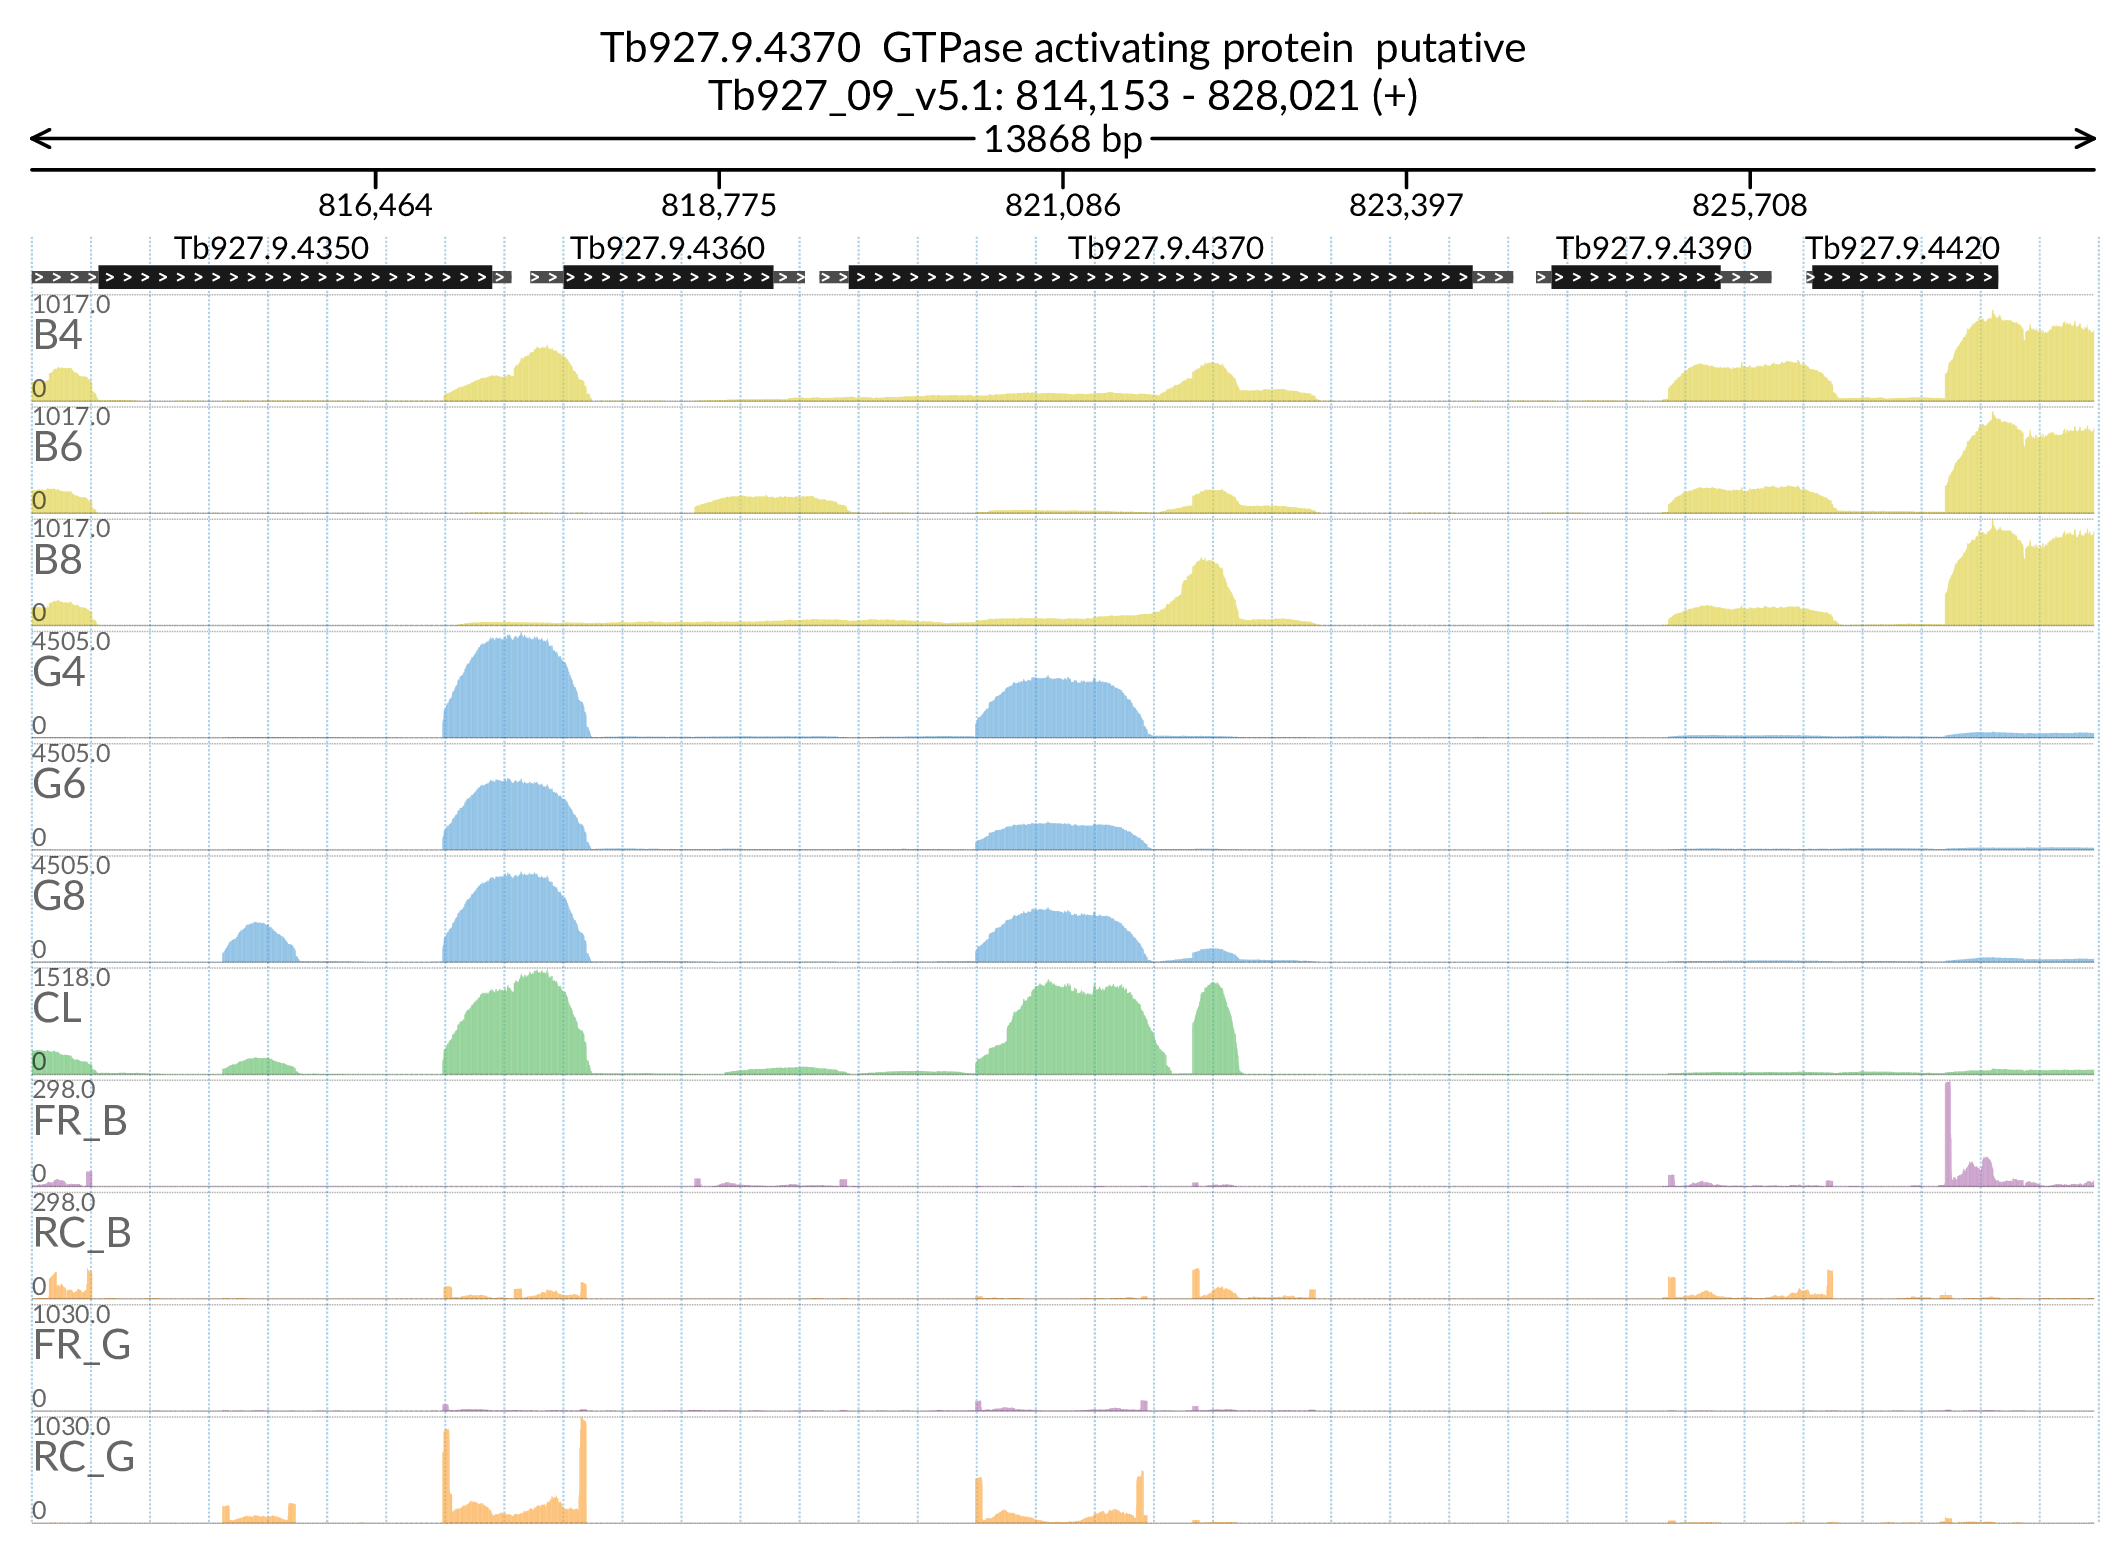 Tb927.9.4370  GTPase activating protein  putative
Tb927_09_v5.1: 814,153 - 828,021 (+)
13868 bp
816,464 818,775 821,086 823,397 825,708
Tb927.9.4350 Tb927.9.4360 Tb927.9.4370 Tb927.9.4390 Tb927.9.4420
1017.0
B4
0
1017.0
B6
0
1017.0
B8
0
4505.0
G4
0
4505.0
G6
0
4505.0
G8
0
1518.0
CL
0
298.0
FR_B
0
298.0
RC_B
0
1030.0
FR_G
0
1030.0
RC_G
0